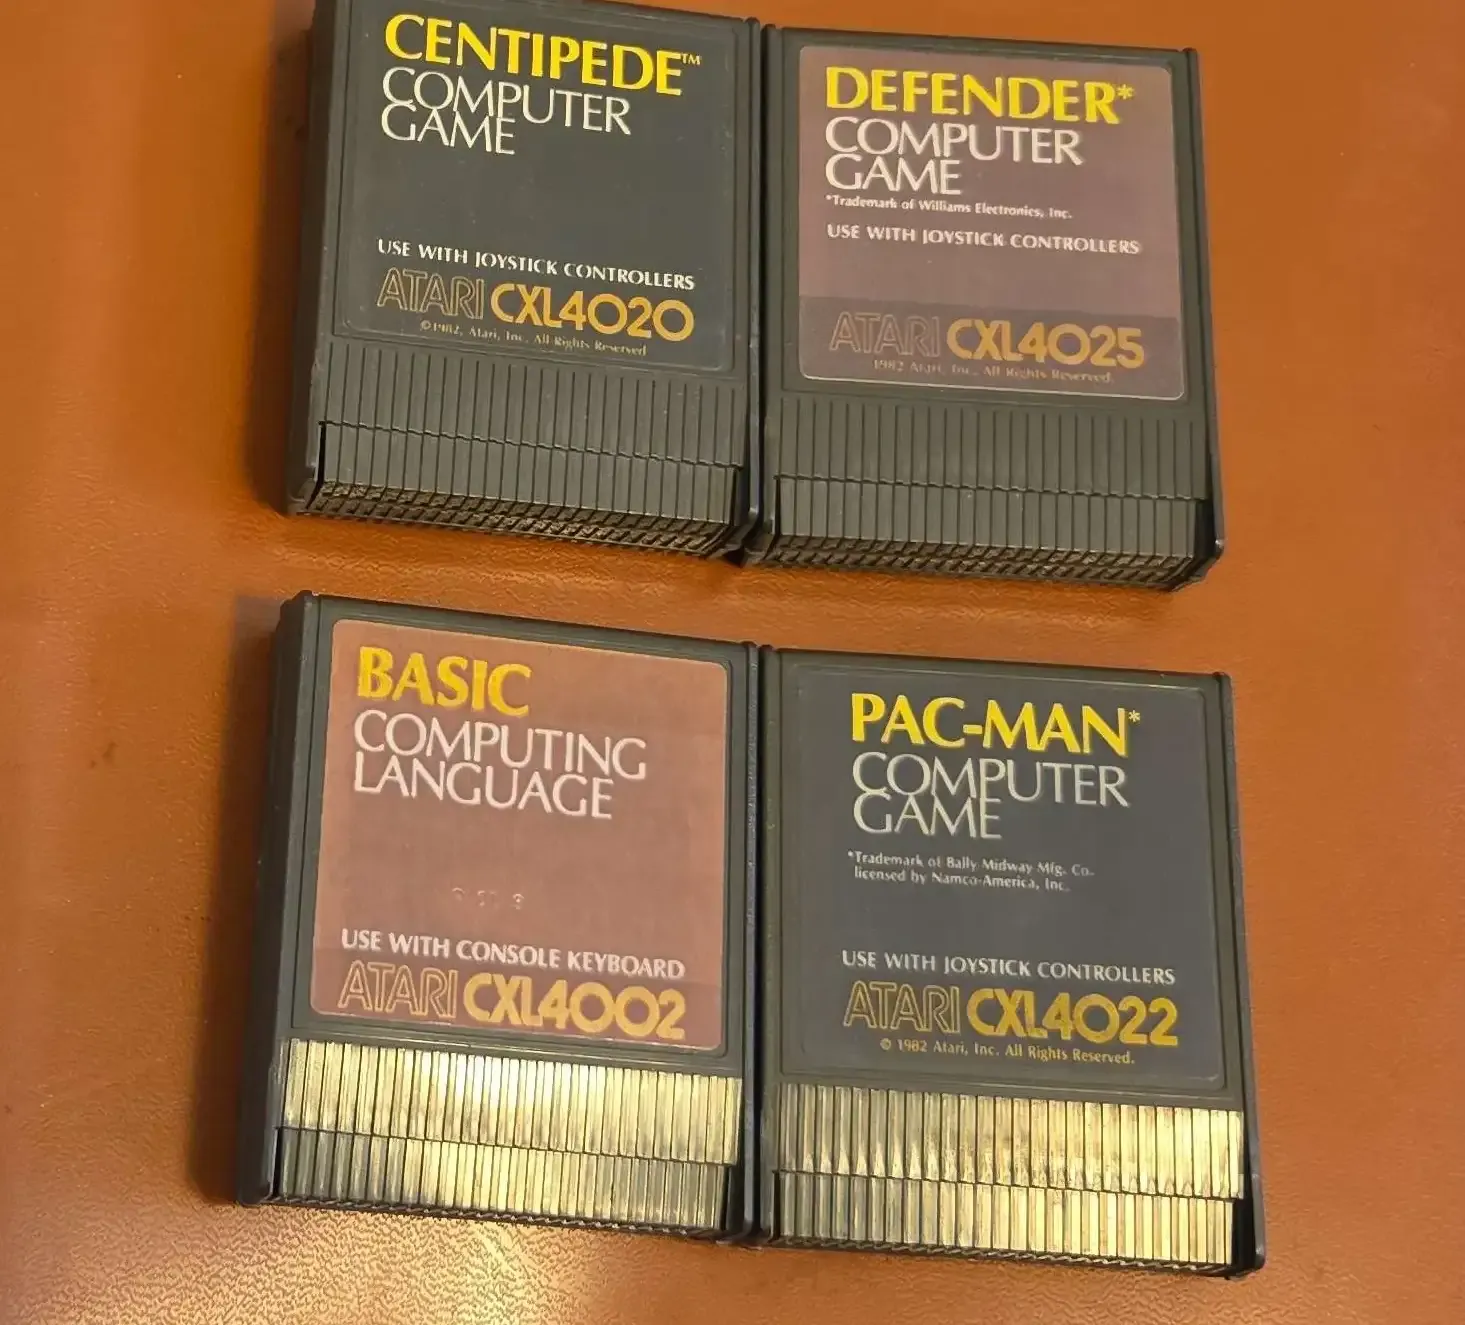 CENTIPEDE™
COMPUTER
GAME
USE WITH JOYSTICK CONTROLLERS
ATARI CXL4020
©1982, Atari, Inc. All Rights Reserved
DEFENDER*
COMPUTER
GAME
*Trademark of Williams Electronics, Inc.
USE WITH JOYSTICK CONTROLLERS
ATARI CXL4025
1982 Atari, Inc. All Rights Reserved.
BASIC
COMPUTING
LANGUAGE
USE WITH CONSOLE KEYBOARD
ATARI CXL4002
PAC-MAN*
COMPUTER
GAME
*Trademark of Bally Midway Mfg. Co.
licensed by Namco-America, Inc.
USE WITH JOYSTICK CONTROLLERS
ATARI CXL4022
© 1982 Atari, Inc. All Rights Reserved.